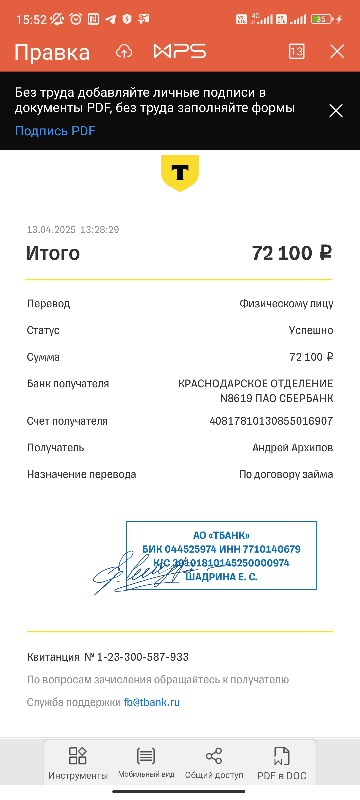 15:52
4G
35
Правка
WPS
13
Без труда добавляйте личные подписи в
документы PDF, без труда заполняйте формы
Подпись PDF
Т
13.04.2025 13:28:29
Итого 72 100 ₽
Перевод Физическому лицу
Статус Успешно
Сумма 72 100 ₽
Банк получателя КРАСНОДАРСКОЕ ОТДЕЛЕНИЕ
N8619 ПАО СБЕРБАНК
Счет получателя 40817810130855016907
Получатель Андрей Архипов
Назначение перевода По договору займа
АО «ТБАНК»
БИК 044525974 ИНН 7710140679
К/С 30101810145250000974
ШАДРИНА Е. С.
Квитанция № 1-23-300-587-933
По вопросам зачисления обращайтесь к получателю
Служба поддержки fb@tbank.ru
Инструменты
Мобильный вид
Общий доступ
PDF в DOC